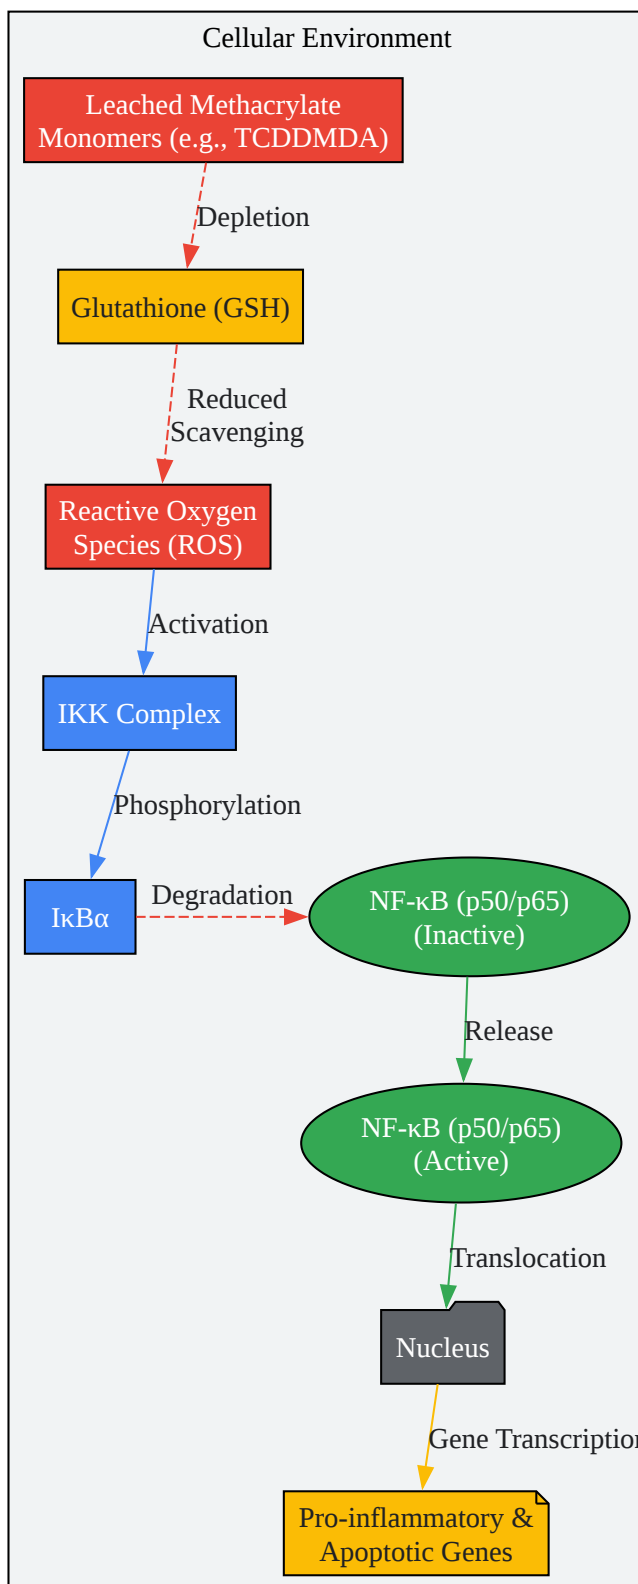 Cellular Environment
Leached Methacrylate
Monomers (e.g., TCDDMDA)
Depletion
Glutathione (GSH)
Reduced
Scavenging
Reactive Oxygen
Species (ROS)
Activation
IKK Complex
Phosphorylation
IκBα
Degradation
NF-κB (p50/p65)
(Inactive)
Release
NF-κB (p50/p65)
(Active)
Translocation
Nucleus
Gene Transcription
Pro-inflammatory &
Apoptotic Genes